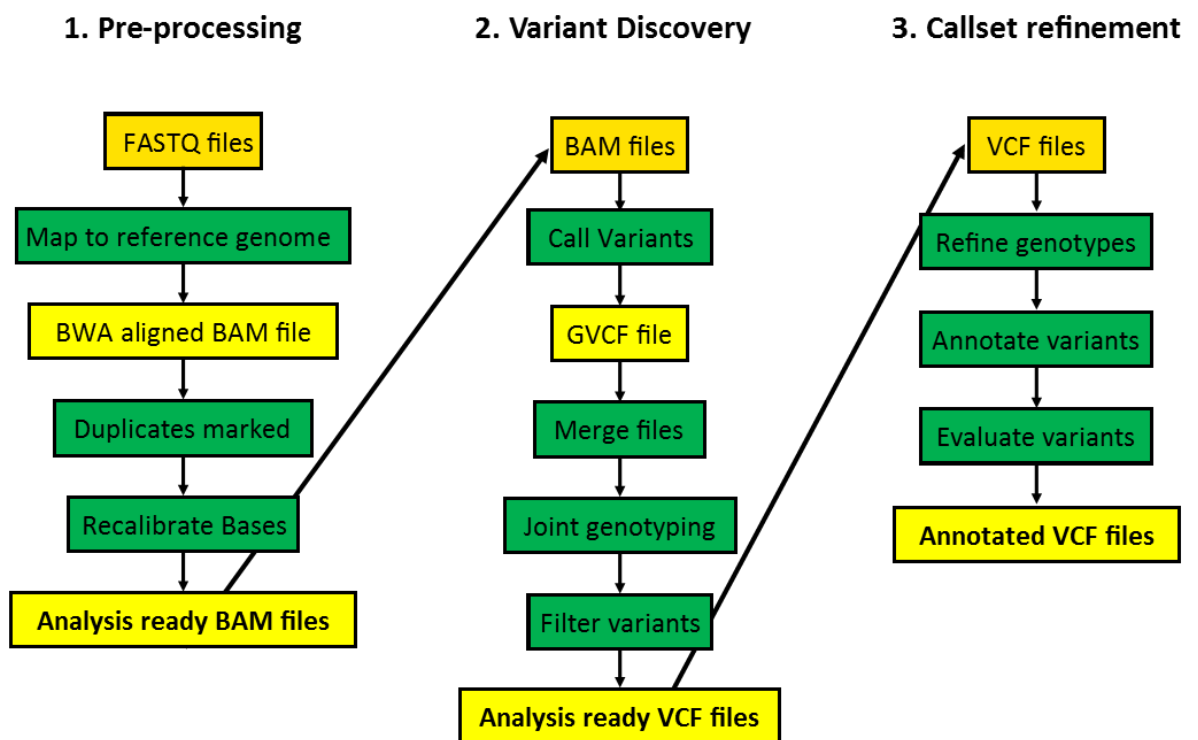 1. Pre-processing
FASTQ files
Map to reference genome
BWA aligned BAM file
Duplicates marked
Recalibrate Bases
Analysis ready BAM files
2. Variant Discovery
BAM files
Call Variants
GVCF file
Merge files
Joint genotyping
Filter variants
Analysis ready VCF files
3. Callset refinement
VCF files
Refine genotypes
Annotate variants
Evaluate variants
Annotated VCF files